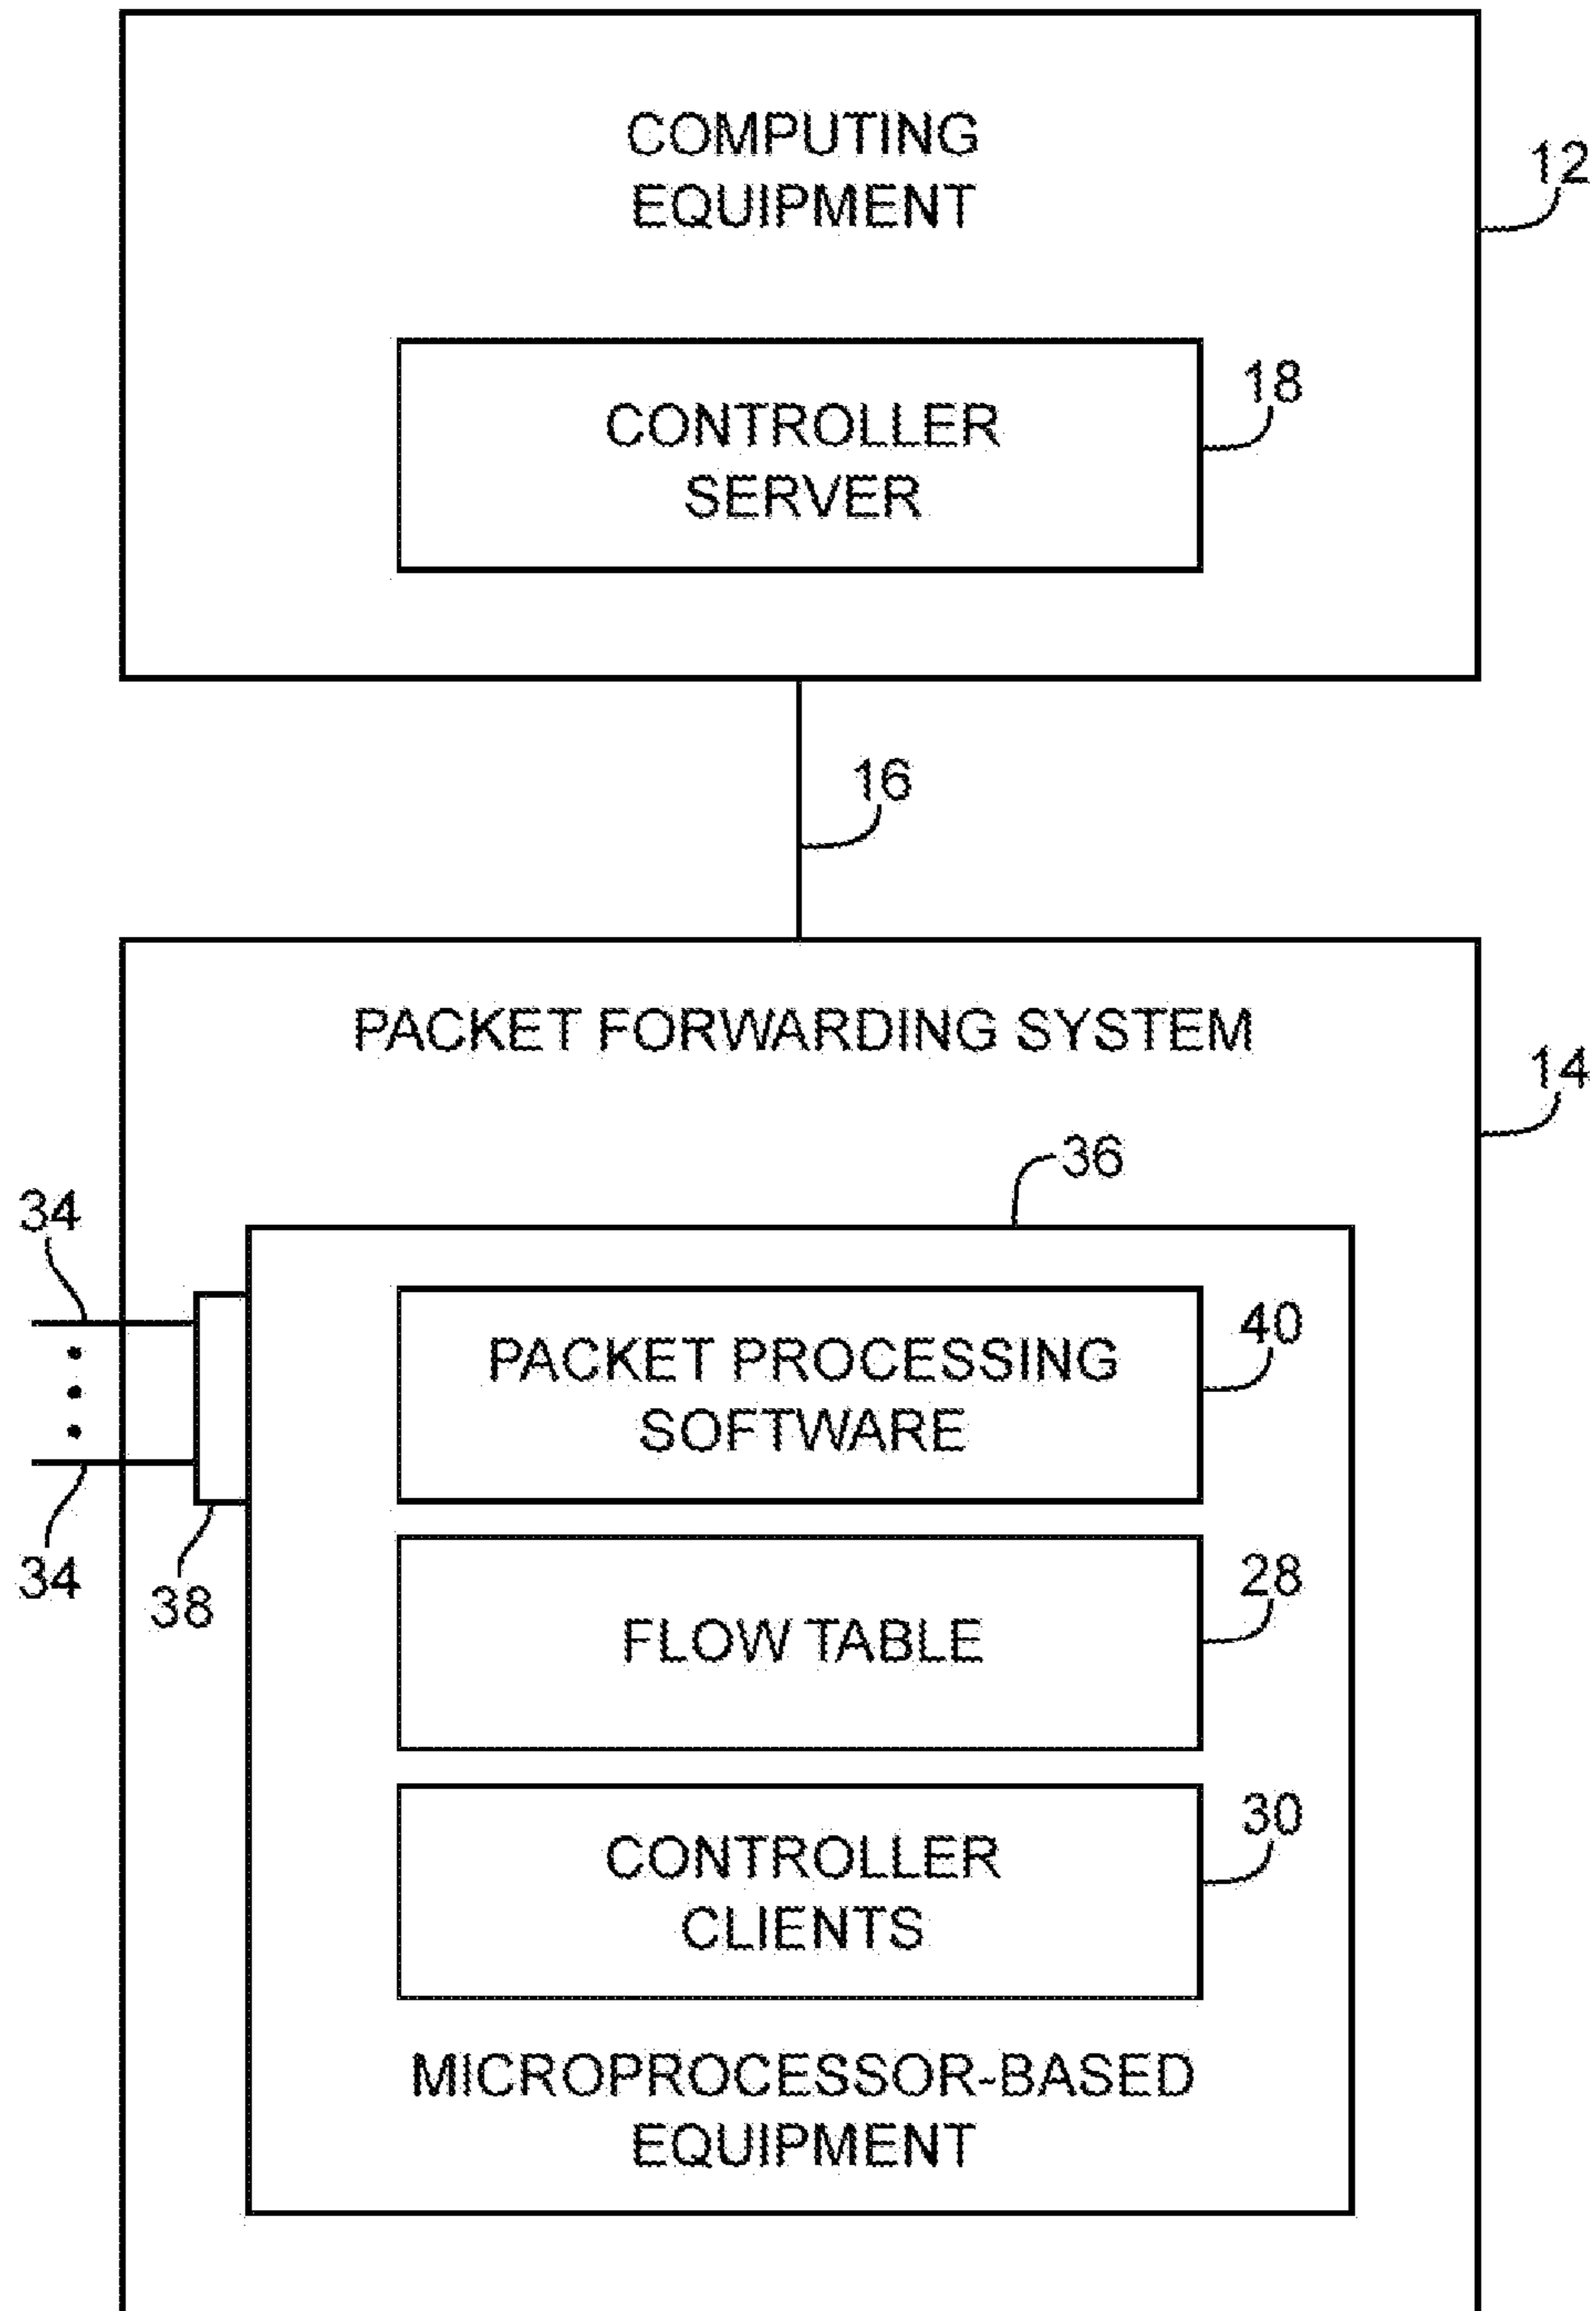 COMPUTING
EQUIPMENT
12
CONTROLLER
SERVER
18
16
PACKET FORWARDING SYSTEM
14
36
34
PACKET PROCESSING
SOFTWARE
40
34
38
FLOW TABLE
28
CONTROLLER
CLIENTS
30
MICROPROCESSOR-BASED
EQUIPMENT